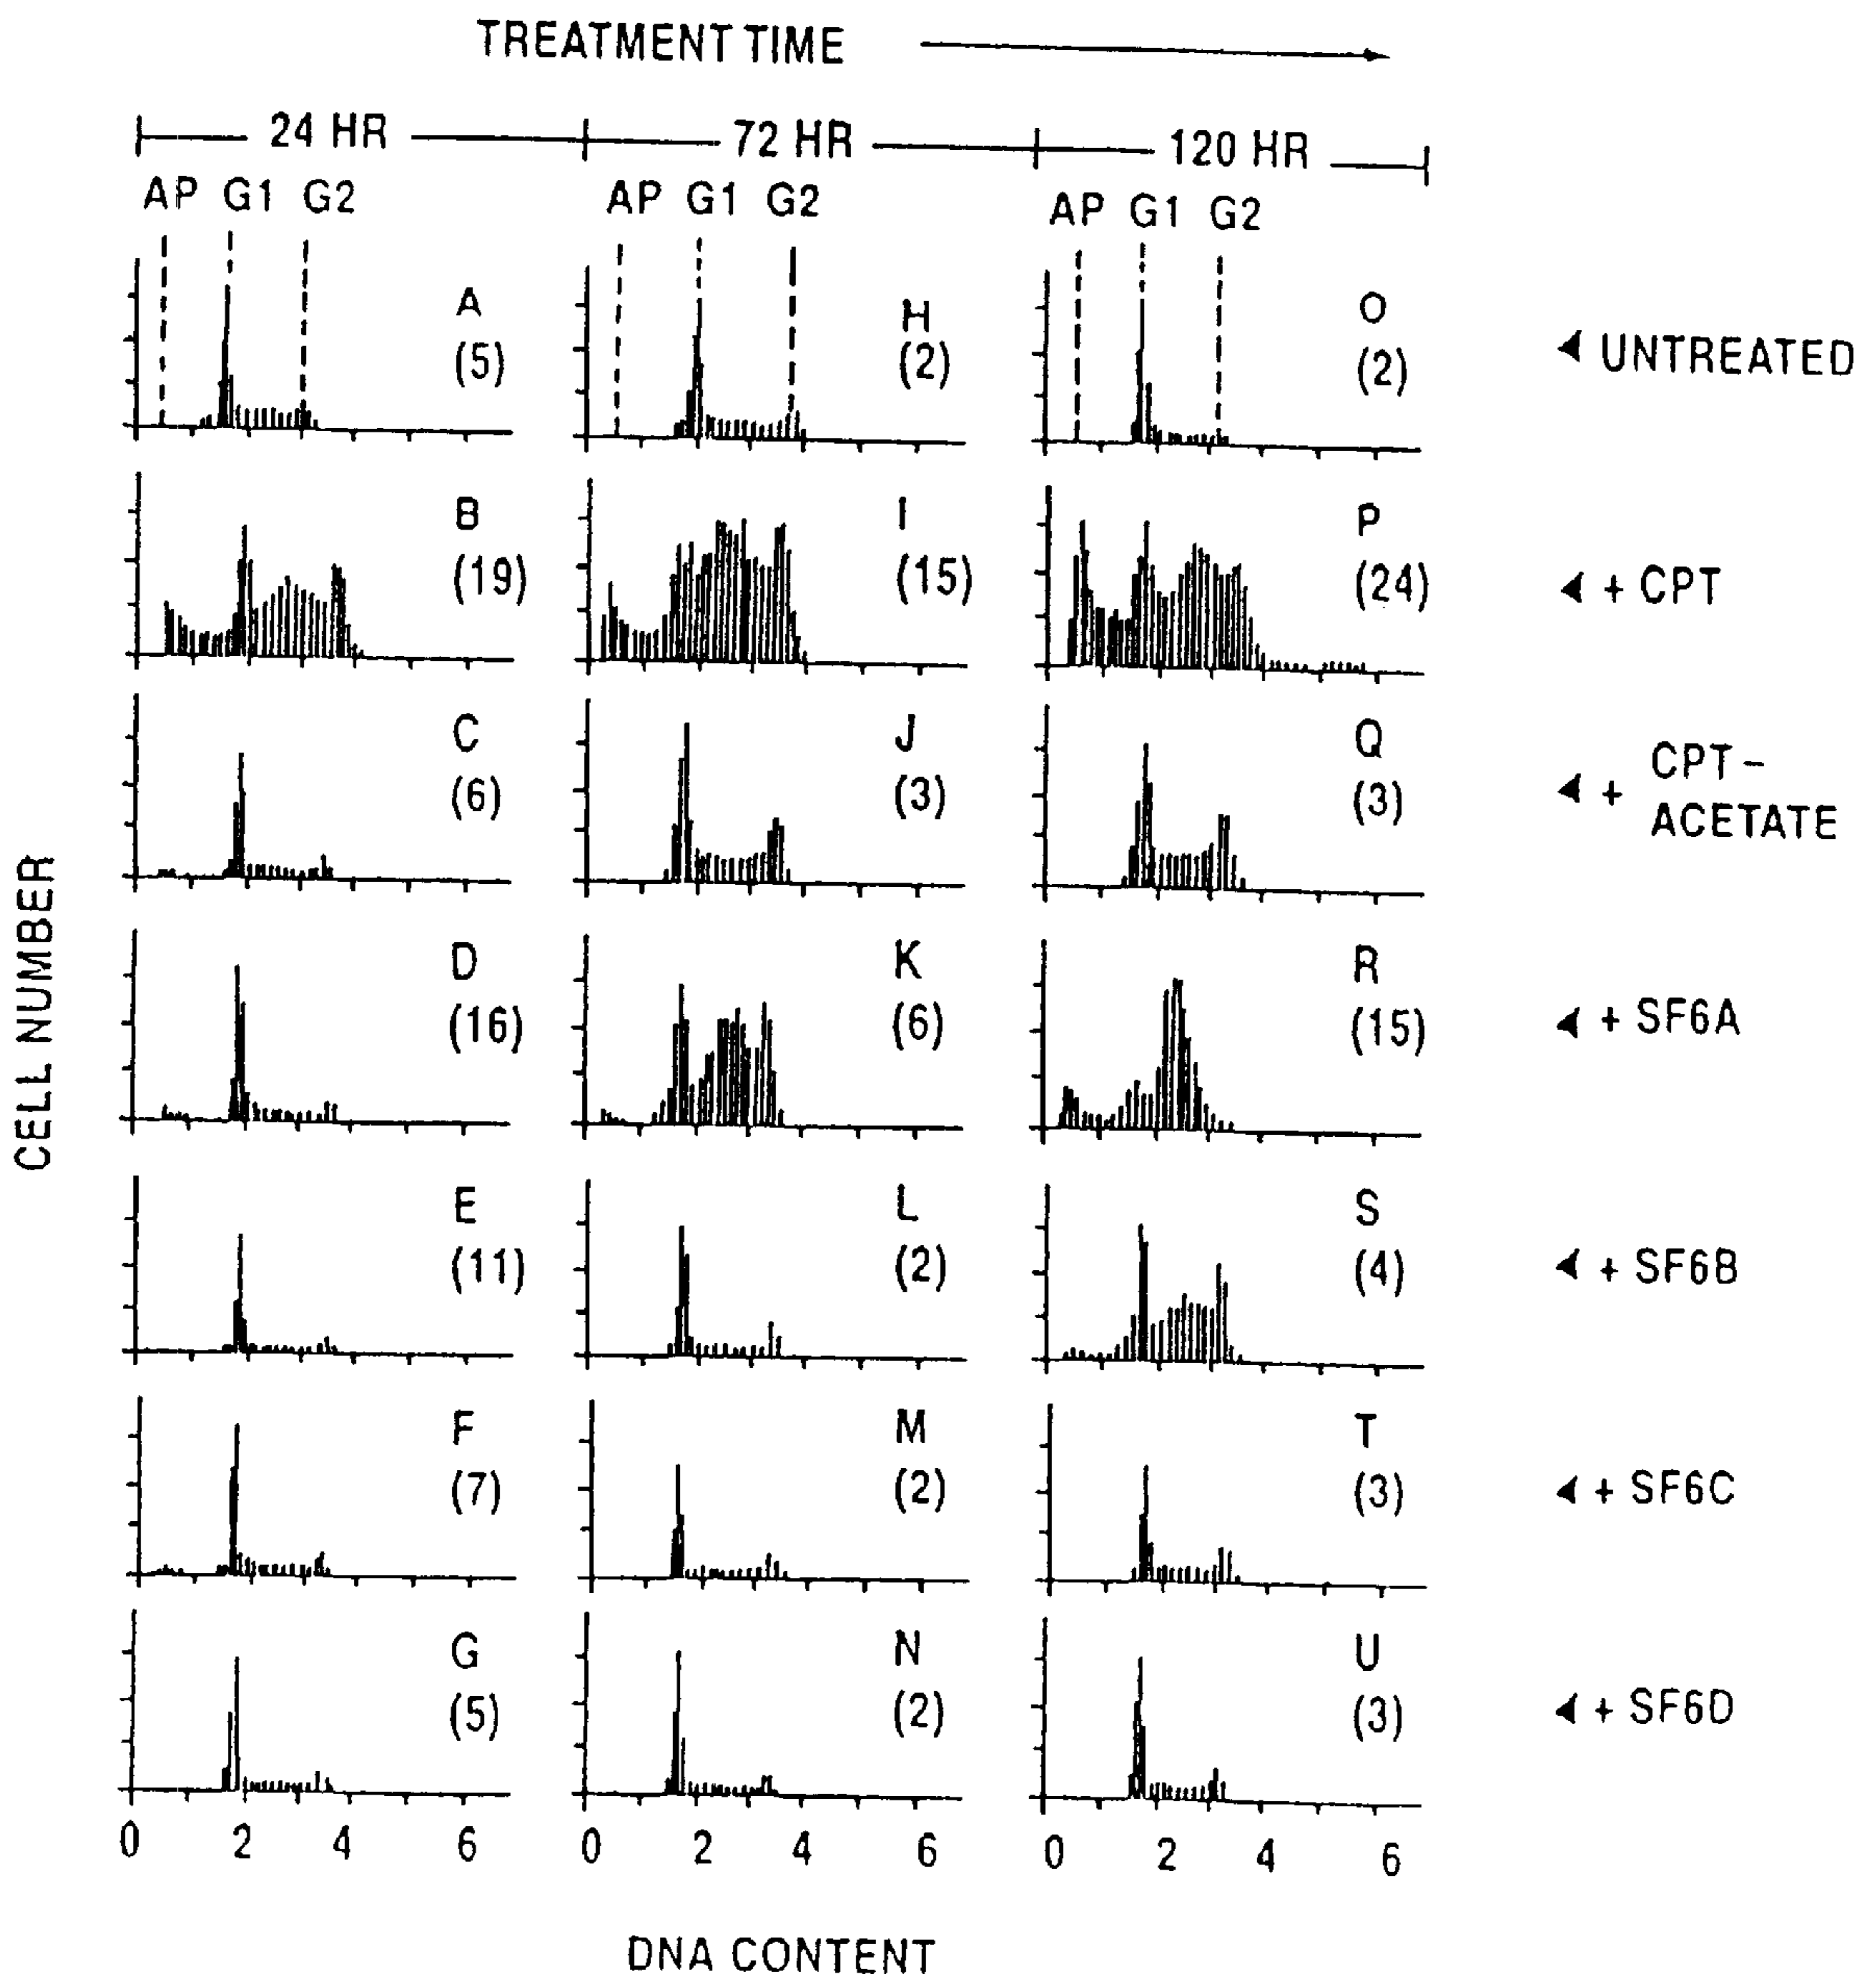 TREATMENT TIME
24 HR 72 HR 120 HR
AP G1 G2 AP G1 G2 AP G1 G2
A H O
(5) (2) (2) UNTREATED
B I P
(19) (15) (24) + CPT
C J Q
(6) (3) (3) + CPT-
ACETATE
D K R
(16) (6) (15) + SF6A
E L S
(11) (2) (4) + SF6B
F M T
(7) (2) (3) + SF6C
G N U
(5) (2) (3) + SF6D
CELL NUMBER
0 2 4 6 0 2 4 6 0 2 4 6
DNA CONTENT